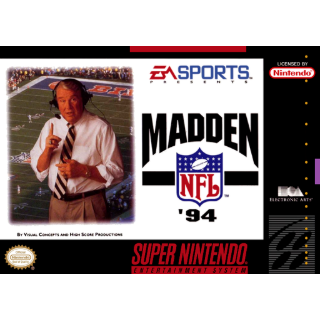 EA SPORTS
PRESENTS
LICENSED BY
Nintendo
MADDEN
NFL
'94
ELECTRONIC ARTS
BY VISUAL CONCEPTS AND HIGH SCORE PRODUCTIONS
SUPER NINTENDO
ENTERTAINMENT SYSTEM